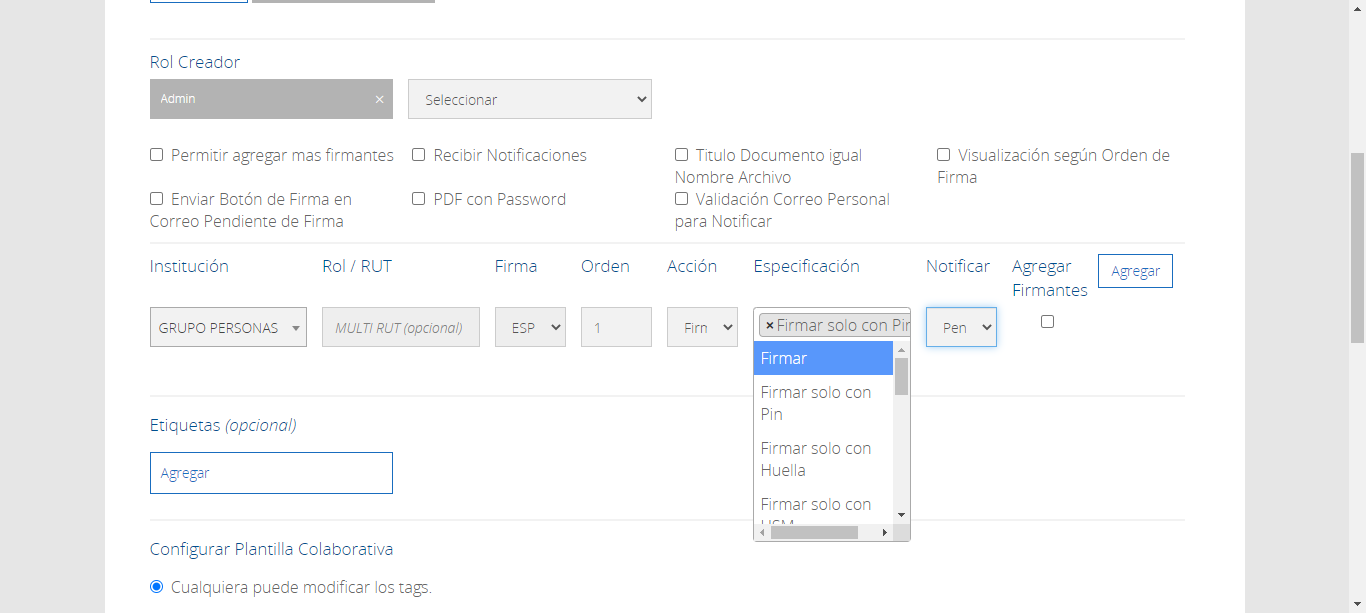 Rol Creador
Admin ×
Seleccionar
Permitir agregar mas firmantes
Recibir Notificaciones
Titulo Documento igual
Nombre Archivo
Visualización según Orden de
Firma
Enviar Botón de Firma en
Correo Pendiente de Firma
PDF con Password
Validación Correo Personal
para Notificar
Institución
Rol / RUT
Firma
Orden
Acción
Especificación
Notificar
Agregar
Firmantes
Agregar
GRUPO PERSONAS
MULTI RUT (opcional)
ESP
1
Firn
×Firmar solo con Pin
Pen
Firmar
Firmar solo con
Pin
Firmar solo con
Huella
Firmar solo con
HSM
Etiquetas (opcional)
Agregar
Configurar Plantilla Colaborativa
Cualquiera puede modificar los tags.